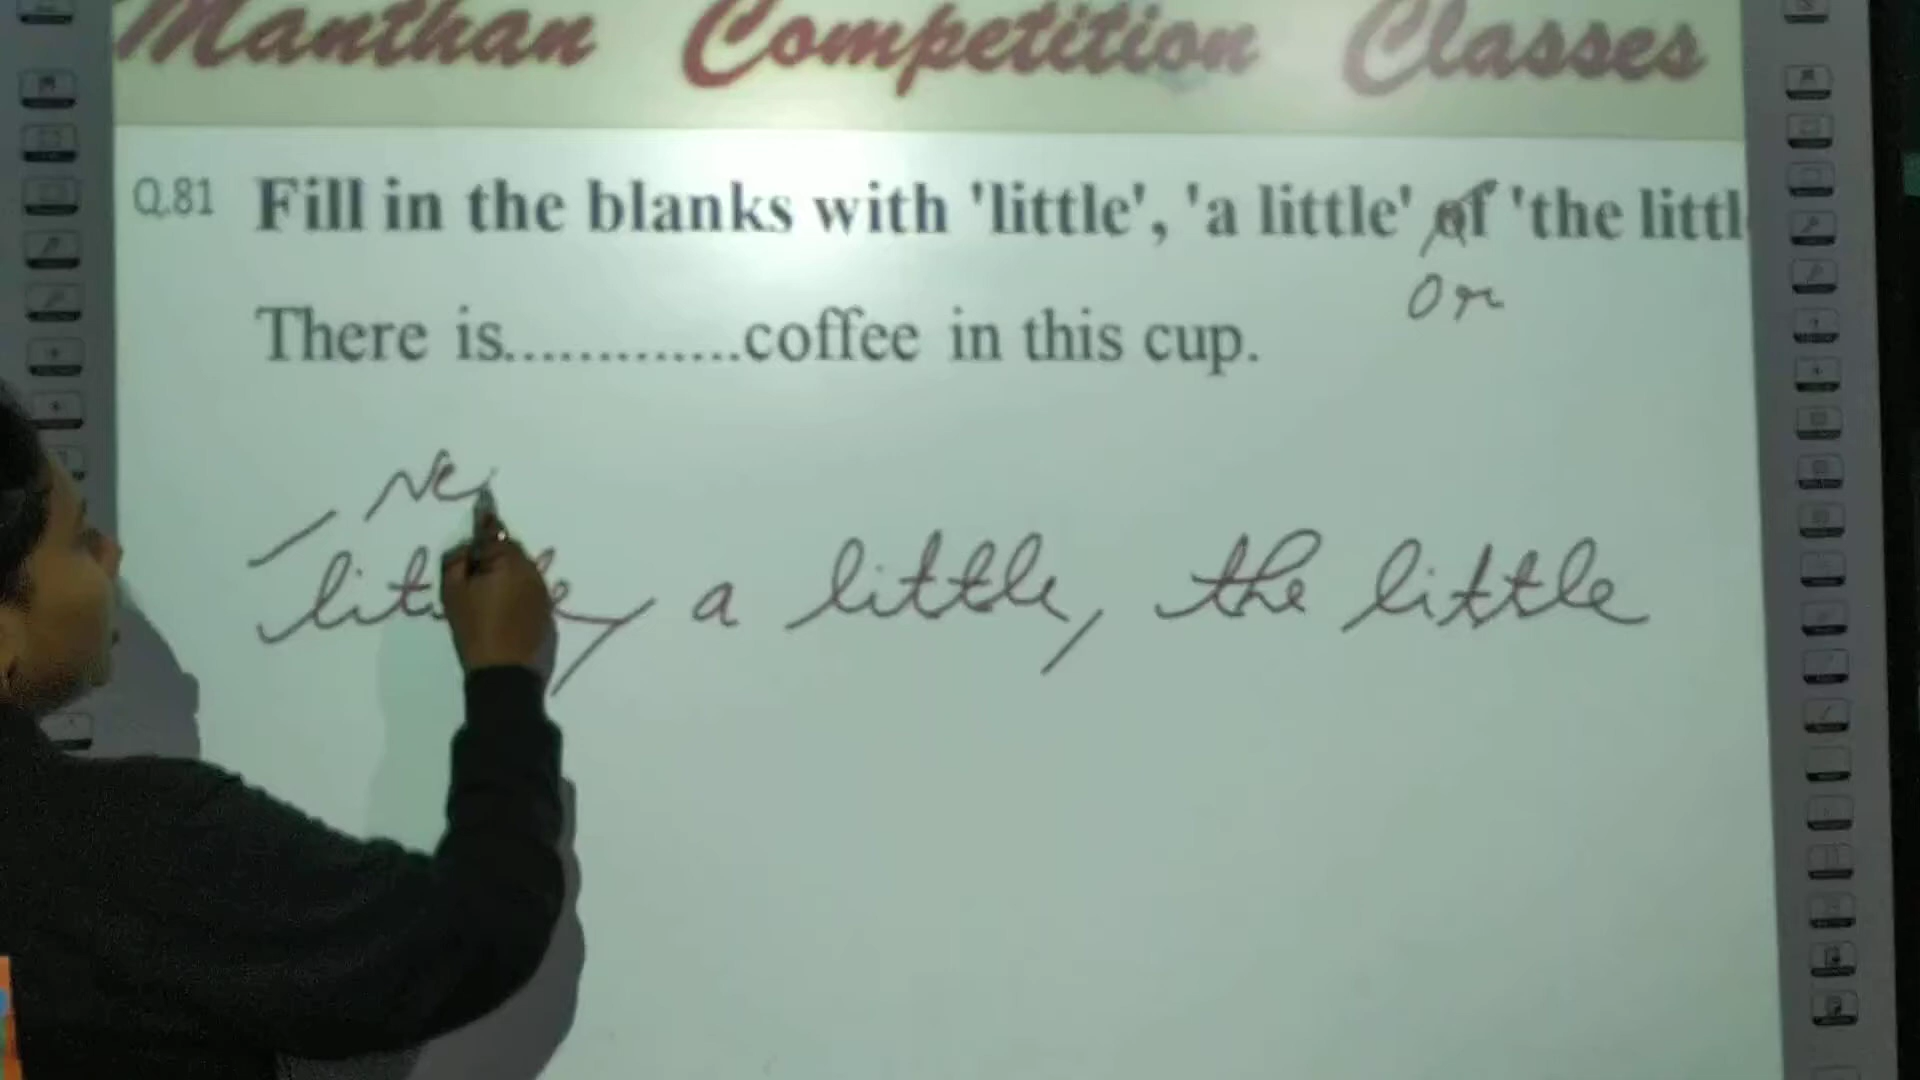 Manthan Competition Classes
Q.81 Fill in the blanks with 'little', 'a little' of 'the littl
or
There is.............coffee in this cup.
Ne
little, a little, the little